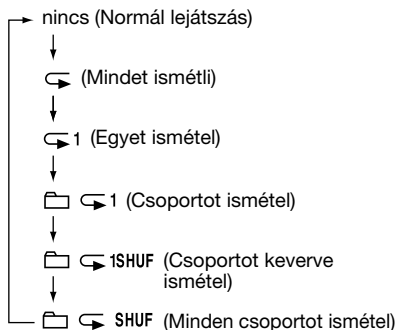 nincs (Normál lejátszás)
(Mindet ismétli)
1 (Egyet ismétel)
1 (Csoportot ismétel)
1SHUF (Csoportot keverve
ismétel)
SHUF (Minden csoportot ismétel)